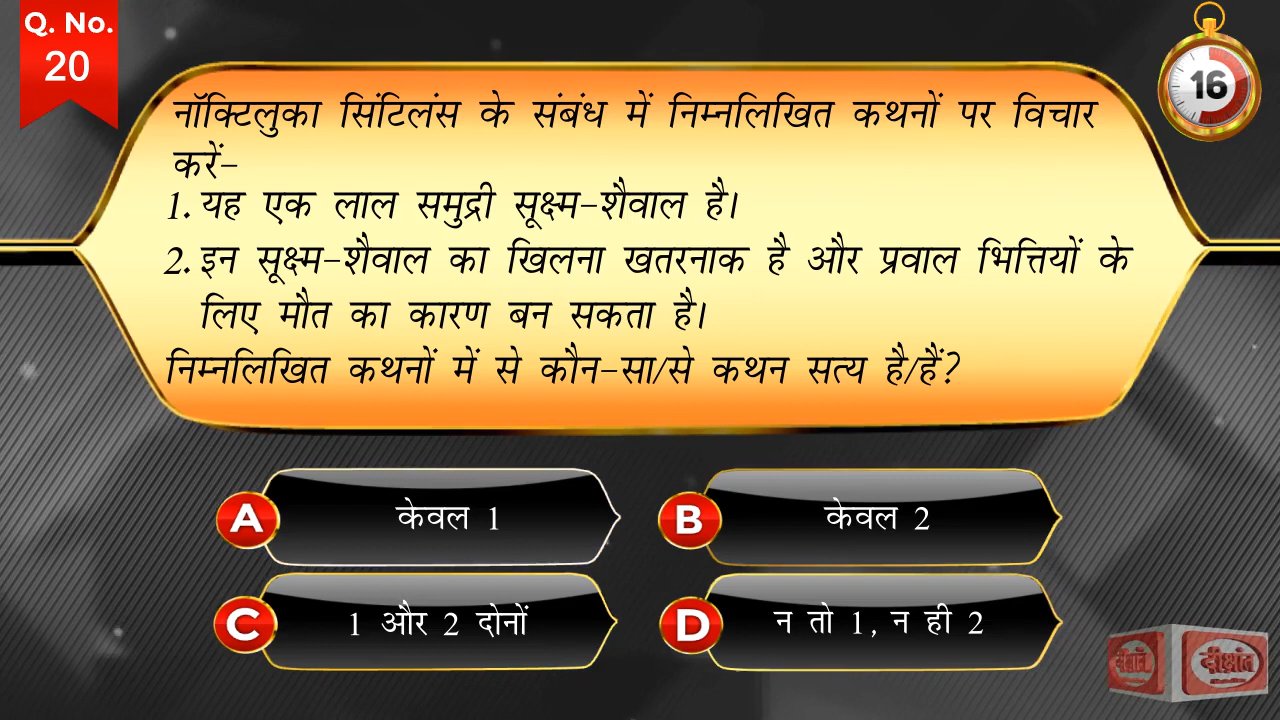 Q. No.
20
16
नॉक्टिलुका सिंटिलंस के संबंध में निम्नलिखित कथनों पर विचार
करें-
1. यह एक लाल समुद्री सूक्ष्म-शैवाल है।
2. इन सूक्ष्म-शैवाल का खिलना खतरनाक है और प्रवाल भित्तियों के
लिए मौत का कारण बन सकता है।
निम्नलिखित कथनों में से कौन-सा/से कथन सत्य है/हैं?
A केवल 1
B केवल 2
C 1 और 2 दोनों
D न तो 1, न ही 2
दीक्षांत